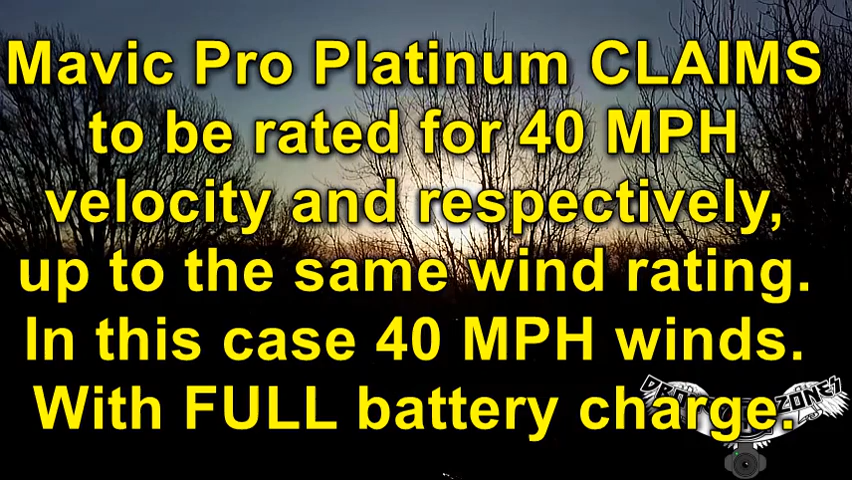 Mavic Pro Platinum CLAIMS
to be rated for 40 MPH
velocity and respectively,
up to the same wind rating.
In this case 40 MPH winds.
With FULL battery charge.
ZONES